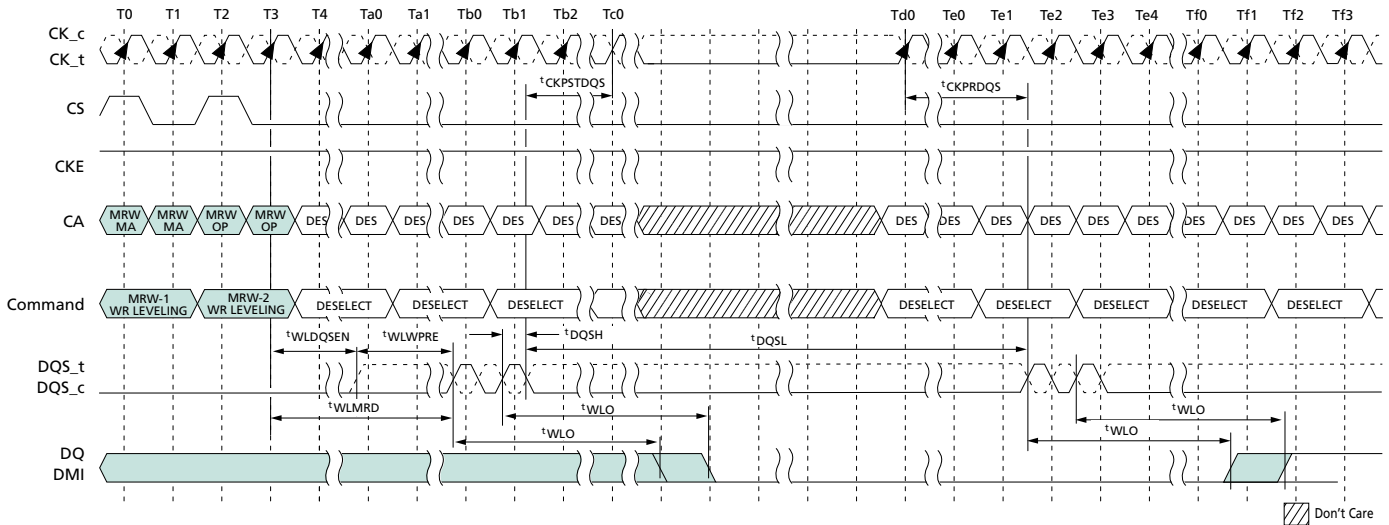 T0 T1 T2 T3 T4 Ta0 Ta1 Tb0 Tb1 Tb2 Tc0 Td0 Te0 Te1 Te2 Te3 Te4 Tf0 Tf1 Tf2 Tf3
CK_c
CK_t
tCKPSTDQS tCKPRDQS
CS
CKE
CA
MRW MA
MRW MA
MRW OP
MRW OP
DES DES DES DES DES DES DES DES DES DES DES DES DES DES DES DES DES
Command
MRW-1
WR LEVELING
MRW-2
WR LEVELING
DESELECT DESELECT DESELECT DESELECT DESELECT DESELECT DESELECT DESELECT
tWLDQSEN tWLWPRE tDQSH tDQSL
DQS_t
DQS_c
tWLMRD tWLO tWLO
tWLO tWLO
DQ
DMI
Don't Care